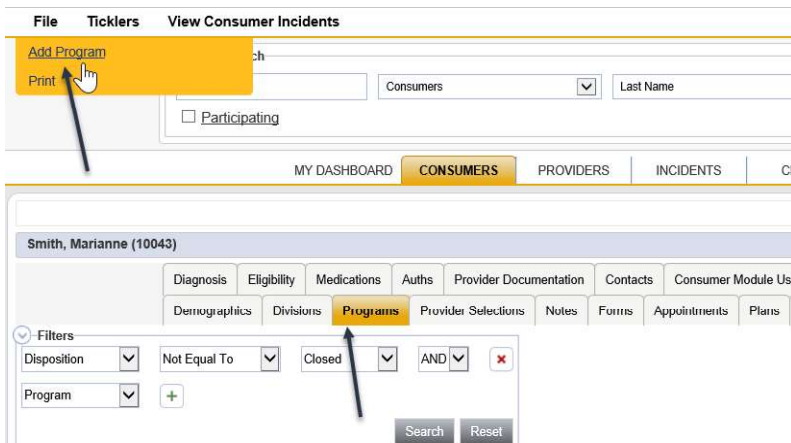 File Ticklers View Consumer Incidents
Add Program
Print
Consumers Last Name
Participating
MY DASHBOARD CONSUMERS PROVIDERS INCIDENTS
Smith, Marianne (10043)
Diagnosis Eligibility Medications Auths Provider Documentation Contacts Consumer Module Us
Demographics Divisions Programs Provider Selections Notes Forms Appointments Plans
Filters
Disposition Not Equal To Closed AND
Program +
Search Reset